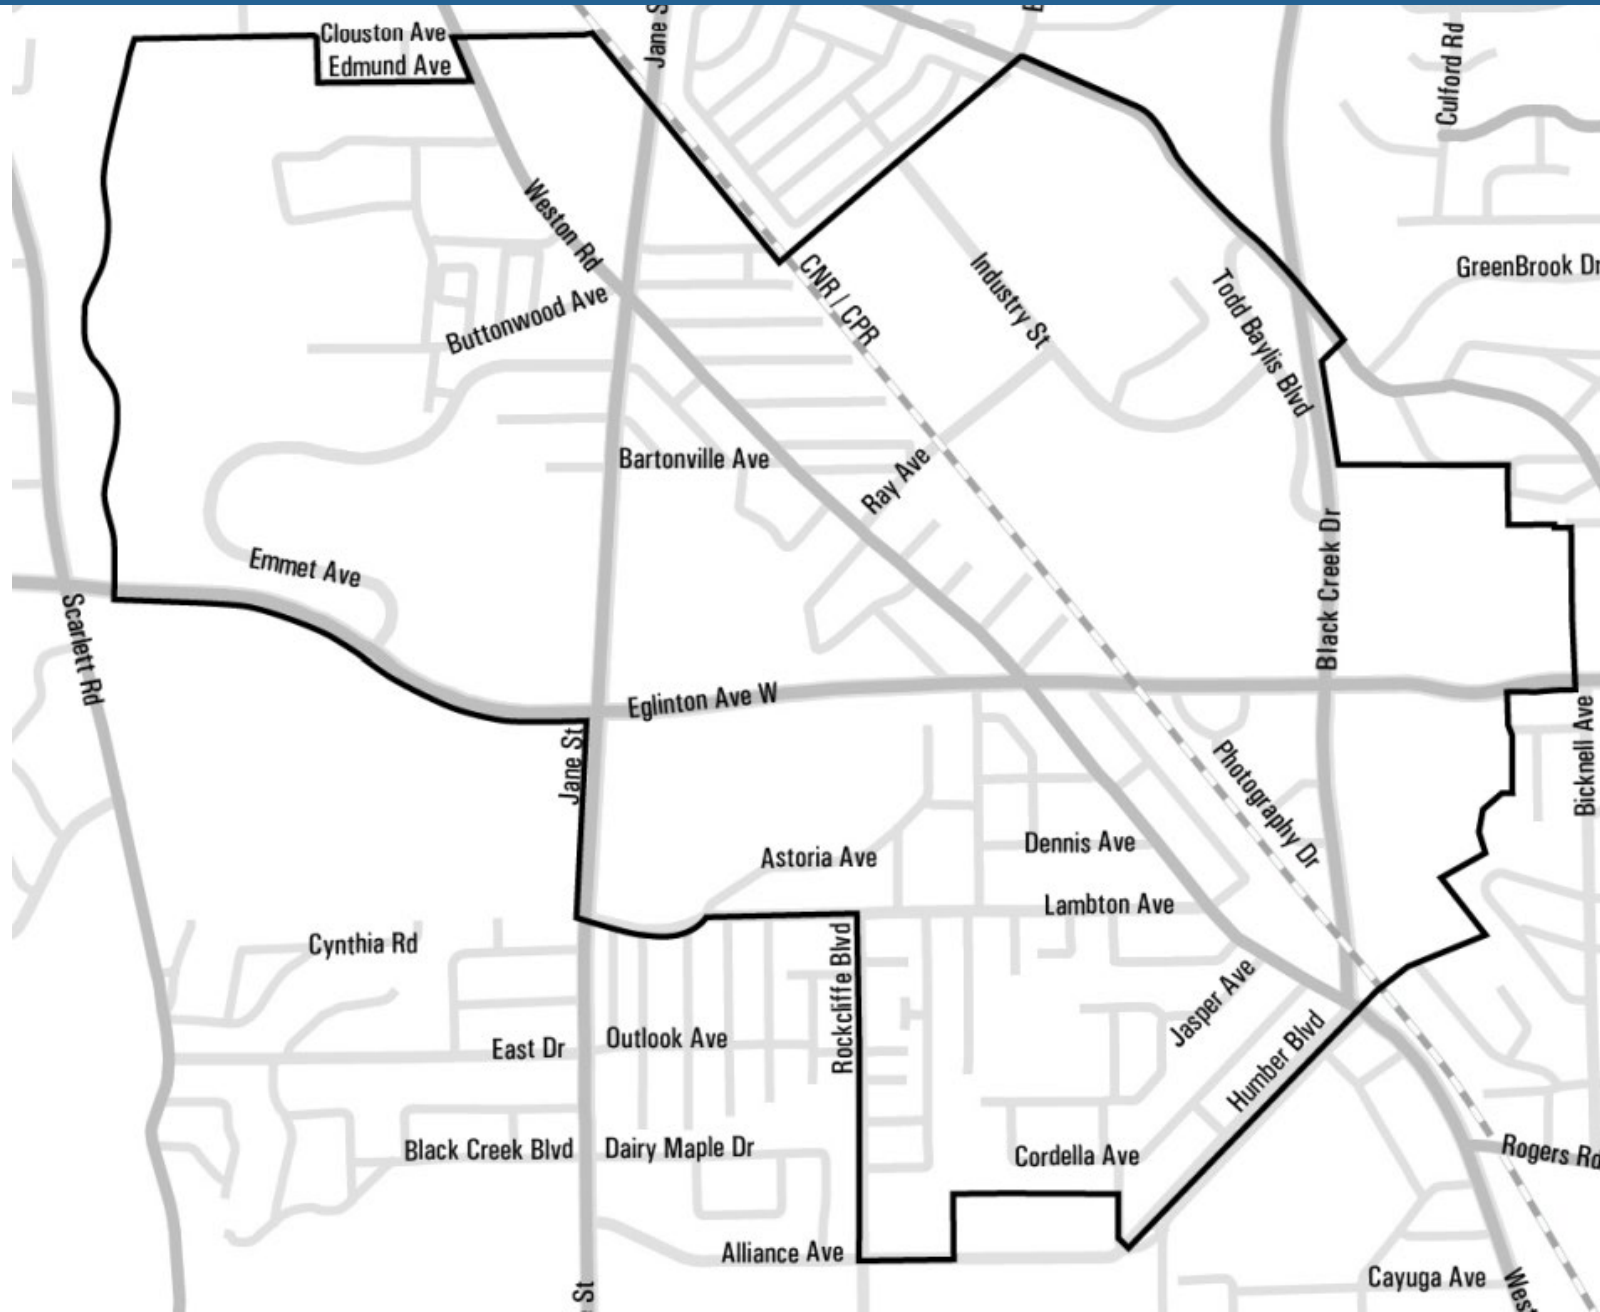 Clouston Ave
Edmund Ave
Jane S
Culford Rd
Weston Rd
Buttonwood Ave
CNR / CPR
Industry St
Todd Baylis Blvd
GreenBrook Dr
Bartonville Ave
Ray Ave
Emmet Ave
Scarlett Rd
Black Creek Dr
Eglinton Ave W
Jane St
Bicknell Ave
Photography Dr
Astoria Ave
Dennis Ave
Lambton Ave
Cynthia Rd
Rockcliffe Blvd
Jasper Ave
East Dr
Outlook Ave
Humber Blvd
Black Creek Blvd
Dairy Maple Dr
Cordella Ave
Rogers Rd
Alliance Ave
St
Cayuga Ave
Wes